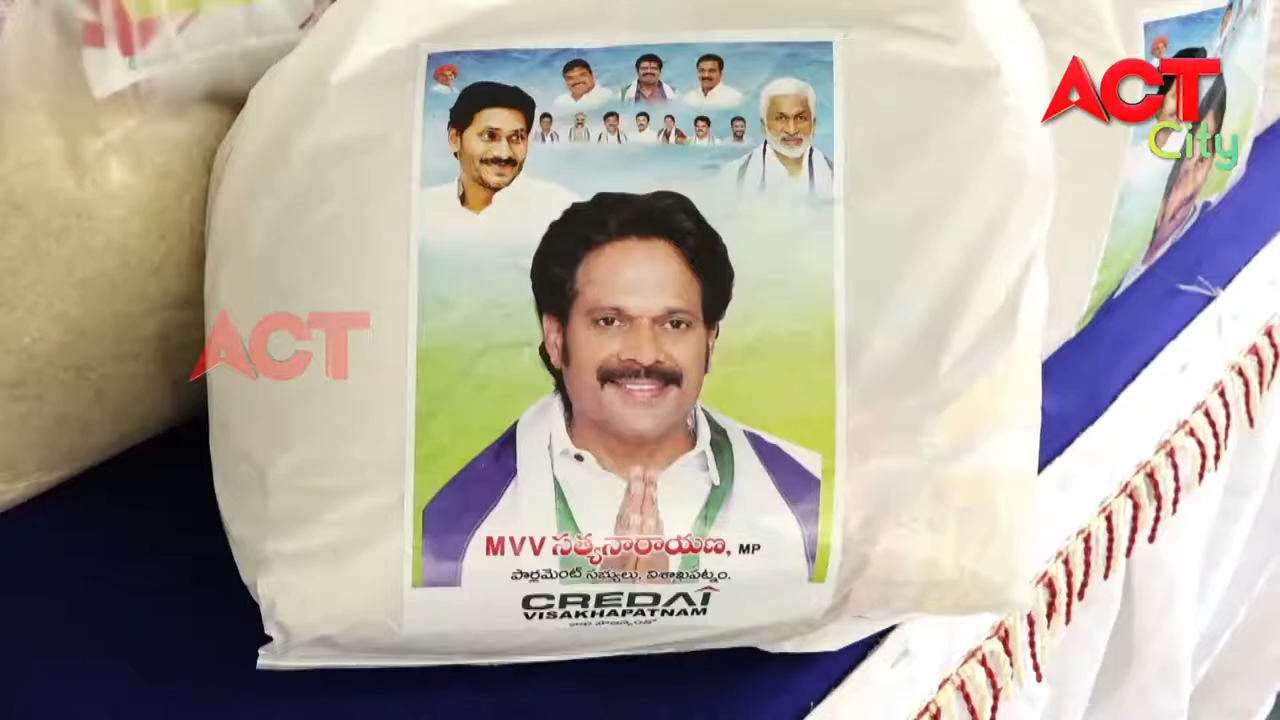 ACT
City
ACT
MVV సత్యనారాయణ, MP
పార్లమెంట్ సభ్యులు, విశాఖపట్నం.
CREDAI
VISAKHAPATNAM